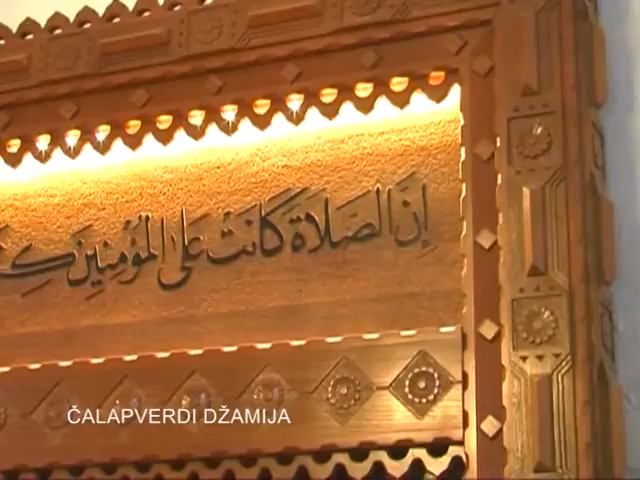 إن الصلاة كانت على المؤمنين
ČALAPVERDI DŽAMIJA